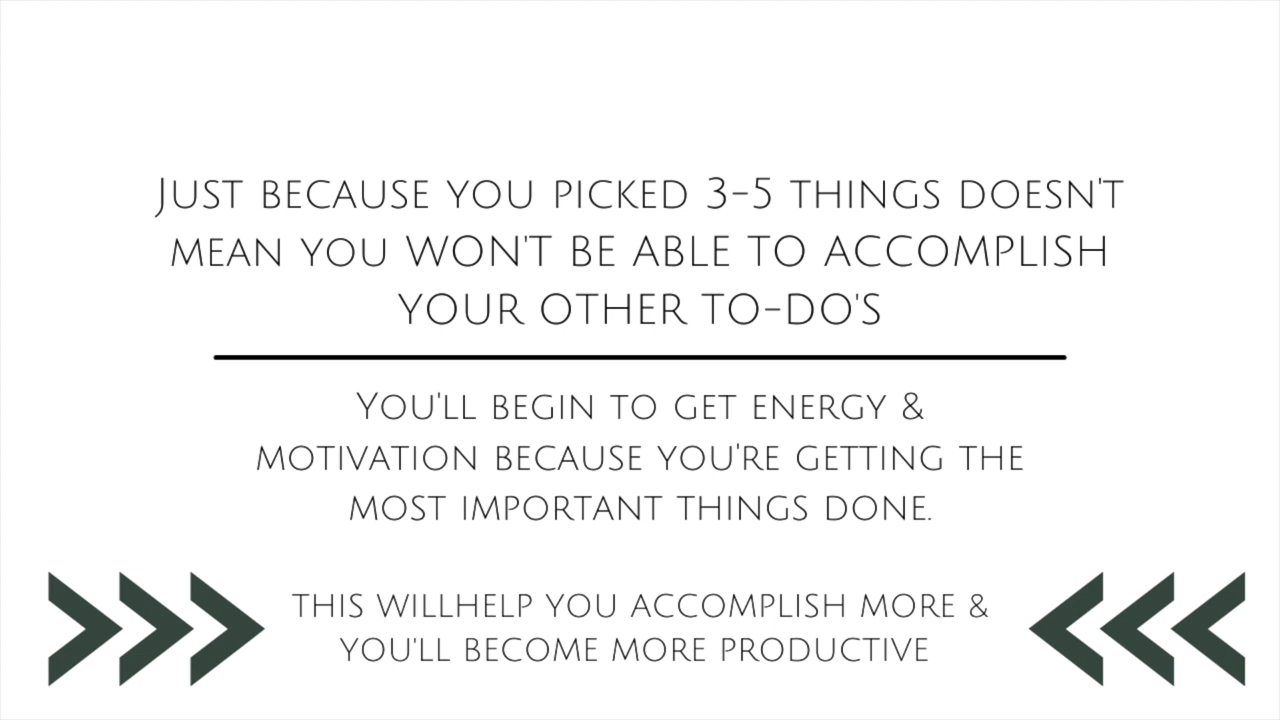 Just because you picked 3-5 things doesn't
mean you WON'T BE ABLE TO ACCOMPLISH
YOUR OTHER TO-DO'S
You'll begin to get energy &
motivation because you're getting the
most important things done.
THIS WILLHELP YOU ACCOMPLISH MORE &
YOU'LL BECOME MORE PRODUCTIVE